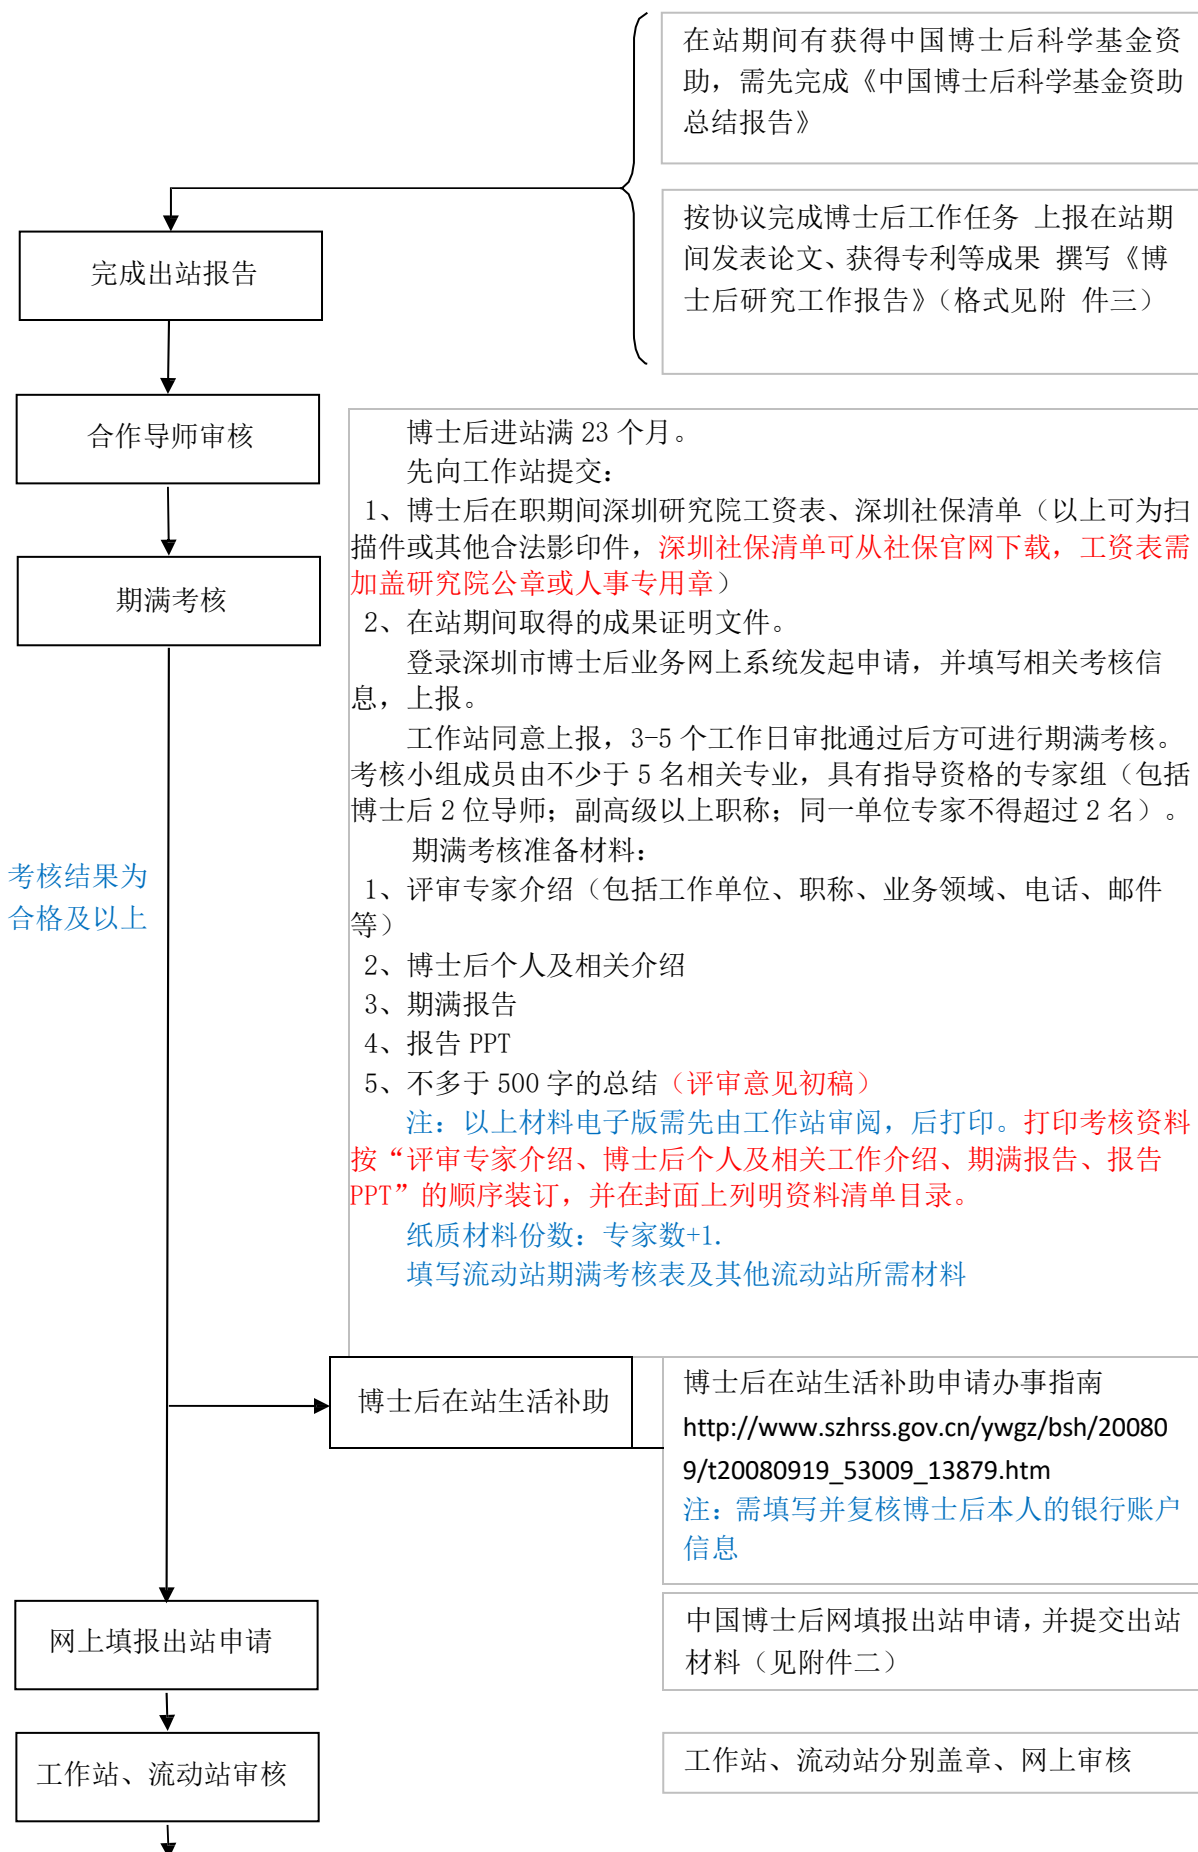 在站期间有获得中国博士后科学基金资
助，需先完成《中国博士后科学基金资助
总结报告》
按协议完成博士后工作任务 上报在站期
间发表论文、获得专利等成果 撰写《博
士后研究工作报告》（格式见附 件三）
完成出站报告
合作导师审核
期满考核
博士后进站满 23 个月。
先向工作站提交：
1、博士后在职期间深圳研究院工资表、深圳社保清单（以上可为扫
描件或其他合法影印件，深圳社保清单可从社保官网下载，工资表需
加盖研究院公章或人事专用章）
2、在站期间取得的成果证明文件。
登录深圳市博士后业务网上系统发起申请，并填写相关考核信
息，上报。
工作站同意上报，3-5 个工作日审批通过后方可进行期满考核。
考核小组成员由不少于 5 名相关专业，具有指导资格的专家组（包括
博士后 2 位导师；副高级以上职称；同一单位专家不得超过 2 名）。
期满考核准备材料：
1、评审专家介绍（包括工作单位、职称、业务领域、电话、邮件
等）
2、博士后个人及相关介绍
3、期满报告
4、报告 PPT
5、不多于 500 字的总结（评审意见初稿）
注：以上材料电子版需先由工作站审阅，后打印。打印考核资料
按“评审专家介绍、博士后个人及相关工作介绍、期满报告、报告
PPT”的顺序装订，并在封面上列明资料清单目录。
纸质材料份数：专家数+1.
填写流动站期满考核表及其他流动站所需材料
考核结果为
合格及以上
博士后在站生活补助
博士后在站生活补助申请办事指南
http://www.szhrss.gov.cn/ywgz/bsh/20080
9/t20080919_53009_13879.htm
注：需填写并复核博士后本人的银行账户
信息
网上填报出站申请
中国博士后网填报出站申请，并提交出站
材料（见附件二）
工作站、流动站审核
工作站、流动站分别盖章、网上审核